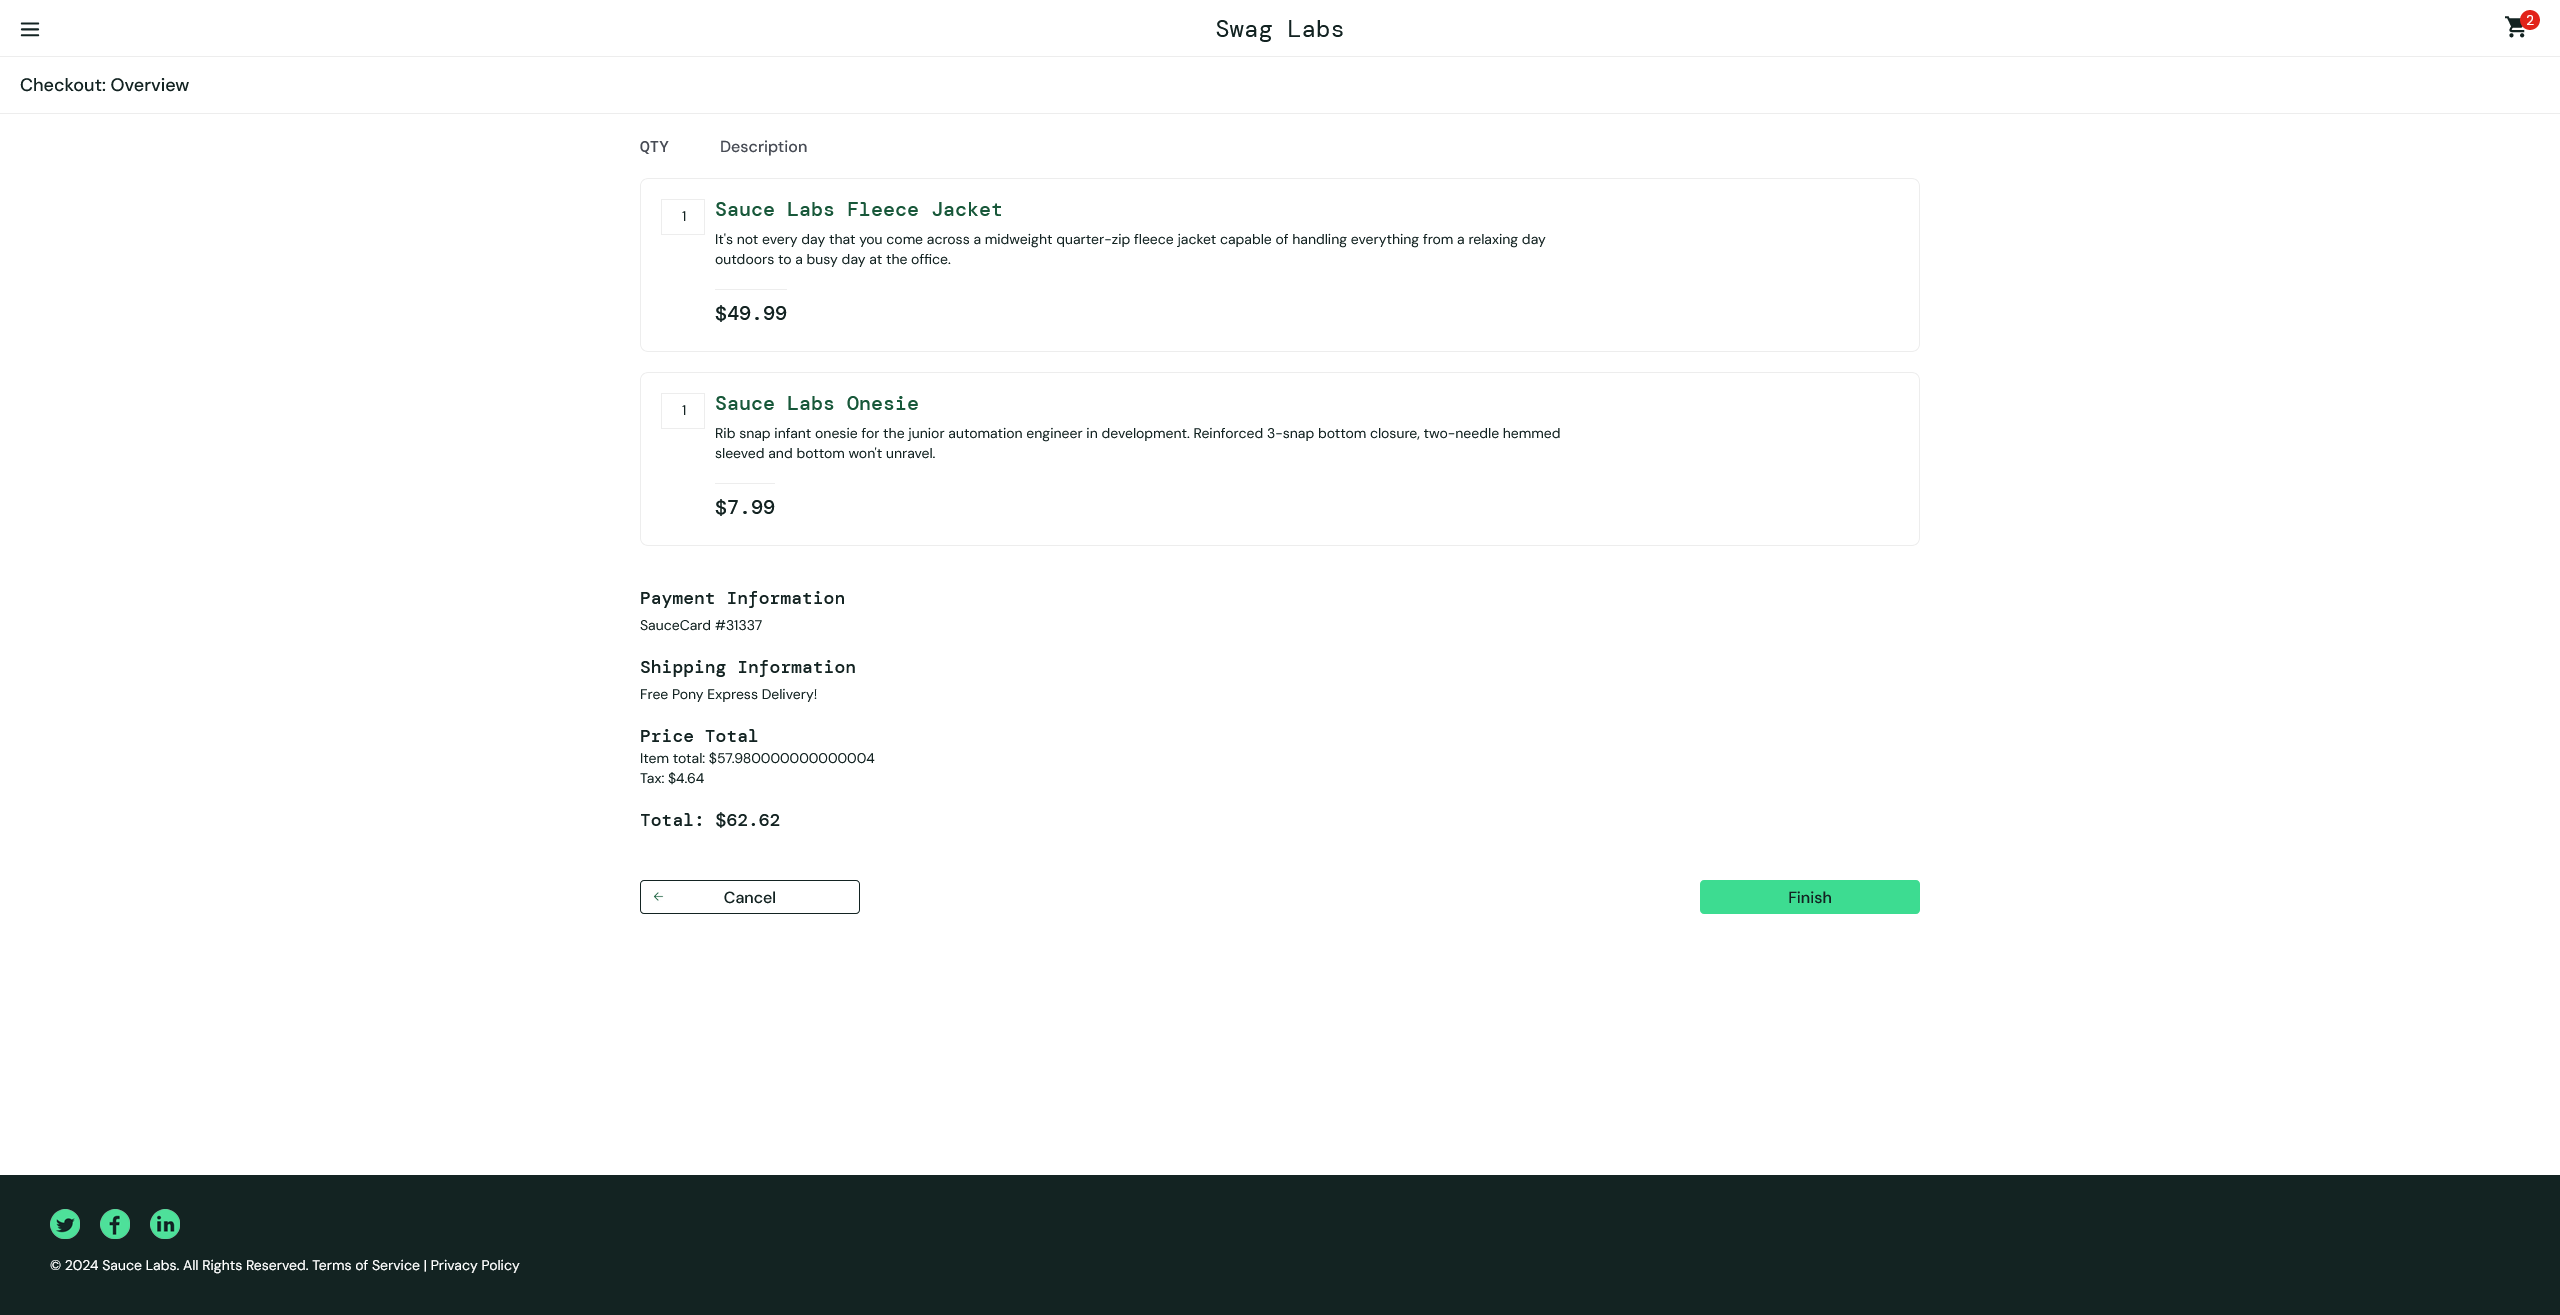 Swag Labs
2
Checkout: Overview
QTY Description
1
Sauce Labs Fleece Jacket
It's not every day that you come across a midweight quarter-zip fleece jacket capable of handling everything from a relaxing day
outdoors to a busy day at the office.
$49.99
1
Sauce Labs Onesie
Rib snap infant onesie for the junior automation engineer in development. Reinforced 3-snap bottom closure, two-needle hemmed
sleeved and bottom won't unravel.
$7.99
Payment Information
SauceCard #31337
Shipping Information
Free Pony Express Delivery!
Price Total
Item total: $57.980000000000004
Tax: $4.64
Total: $62.62
Cancel
Finish
© 2024 Sauce Labs. All Rights Reserved. Terms of Service | Privacy Policy